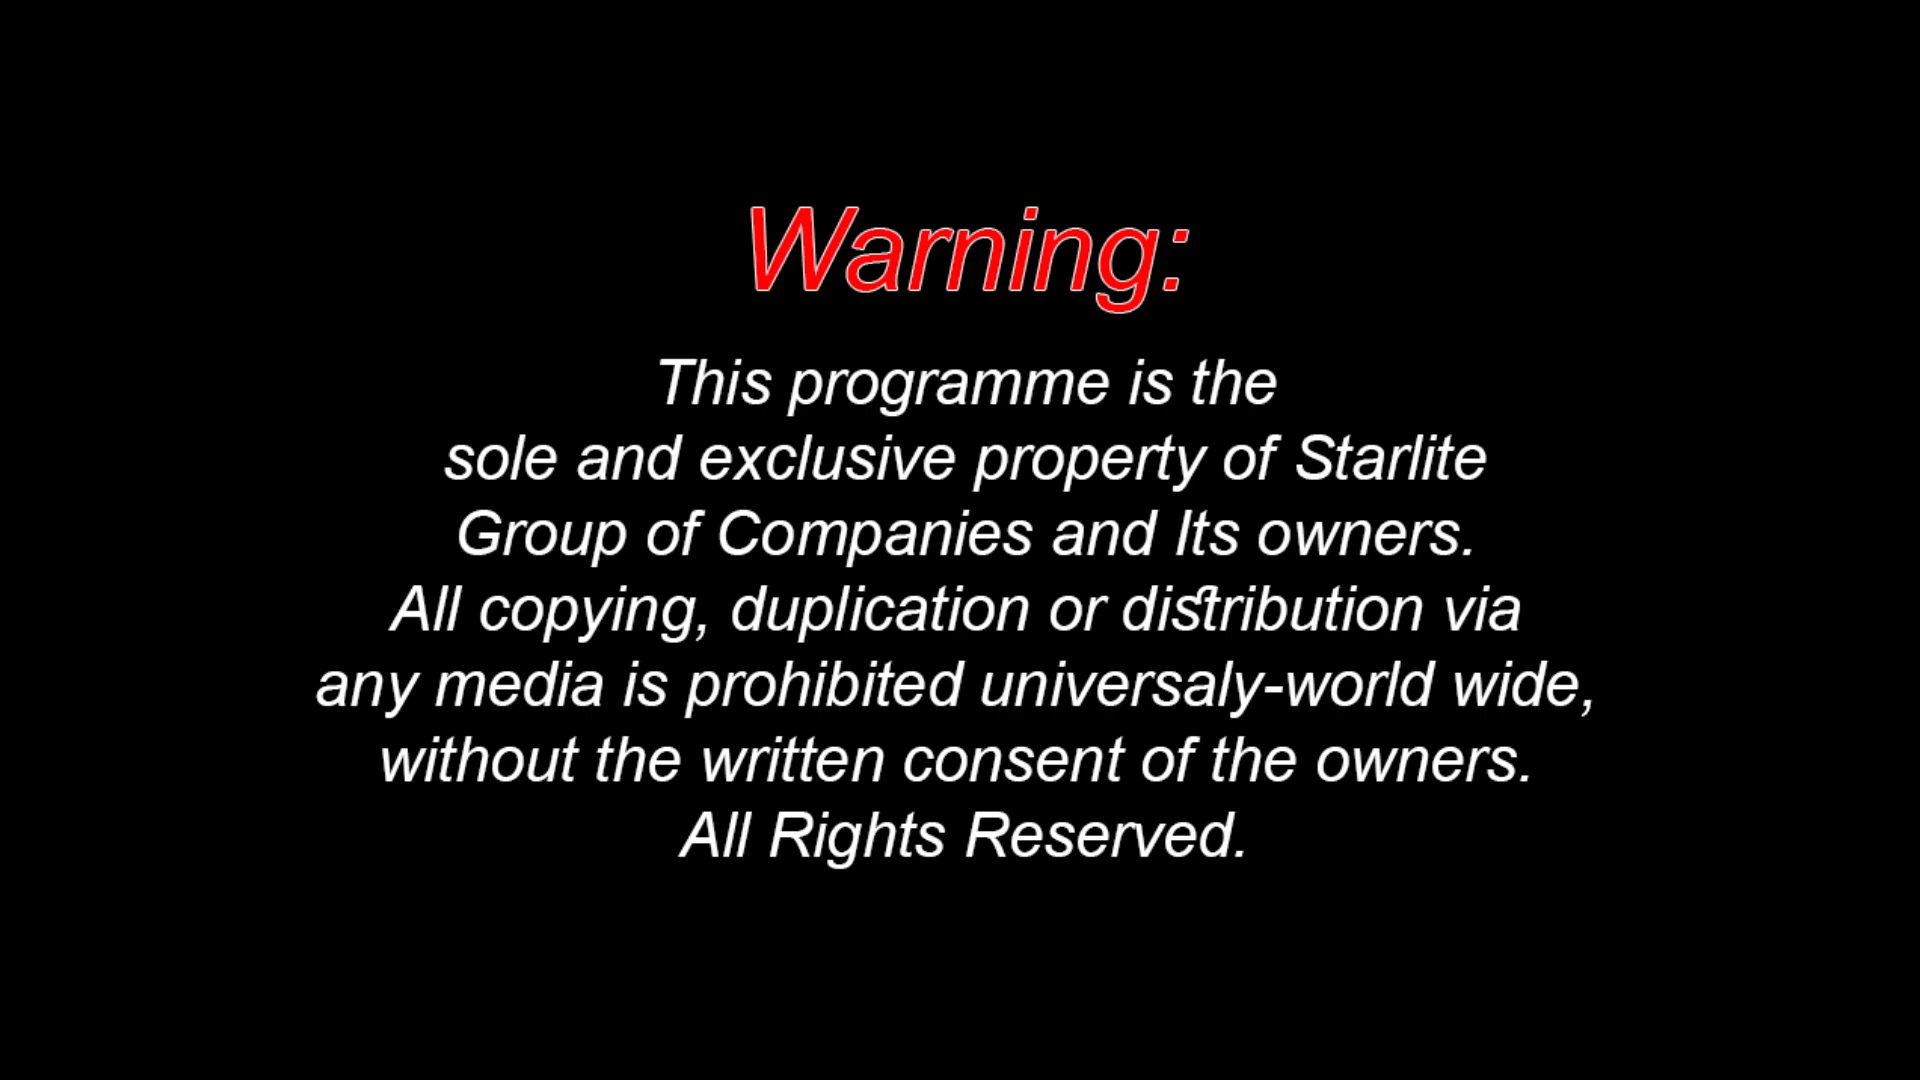 Warning:
This programme is the
sole and exclusive property of Starlite
Group of Companies and Its owners.
All copying, duplication or distribution via
any media is prohibited universaly-world wide,
without the written consent of the owners.
All Rights Reserved.